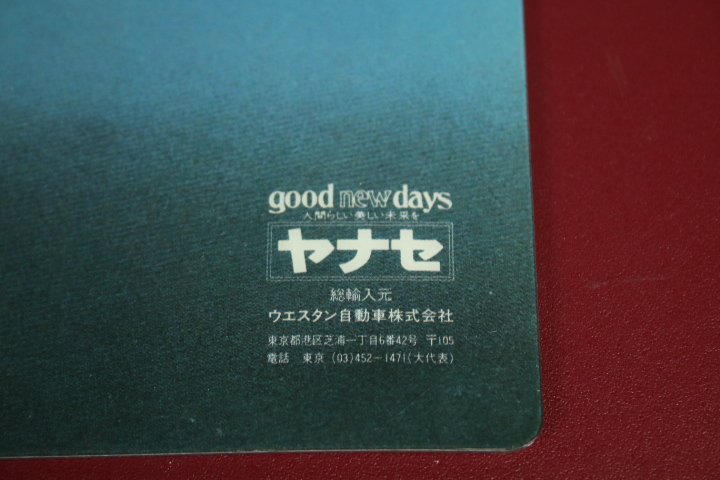 good new days
人間らしい美しい未来を
ヤナセ
総輸入元
ウエスタン自動車株式会社
東京都港区芝浦一丁目6番42号 〒105
電話 東京 (03)452－1471(大代表)